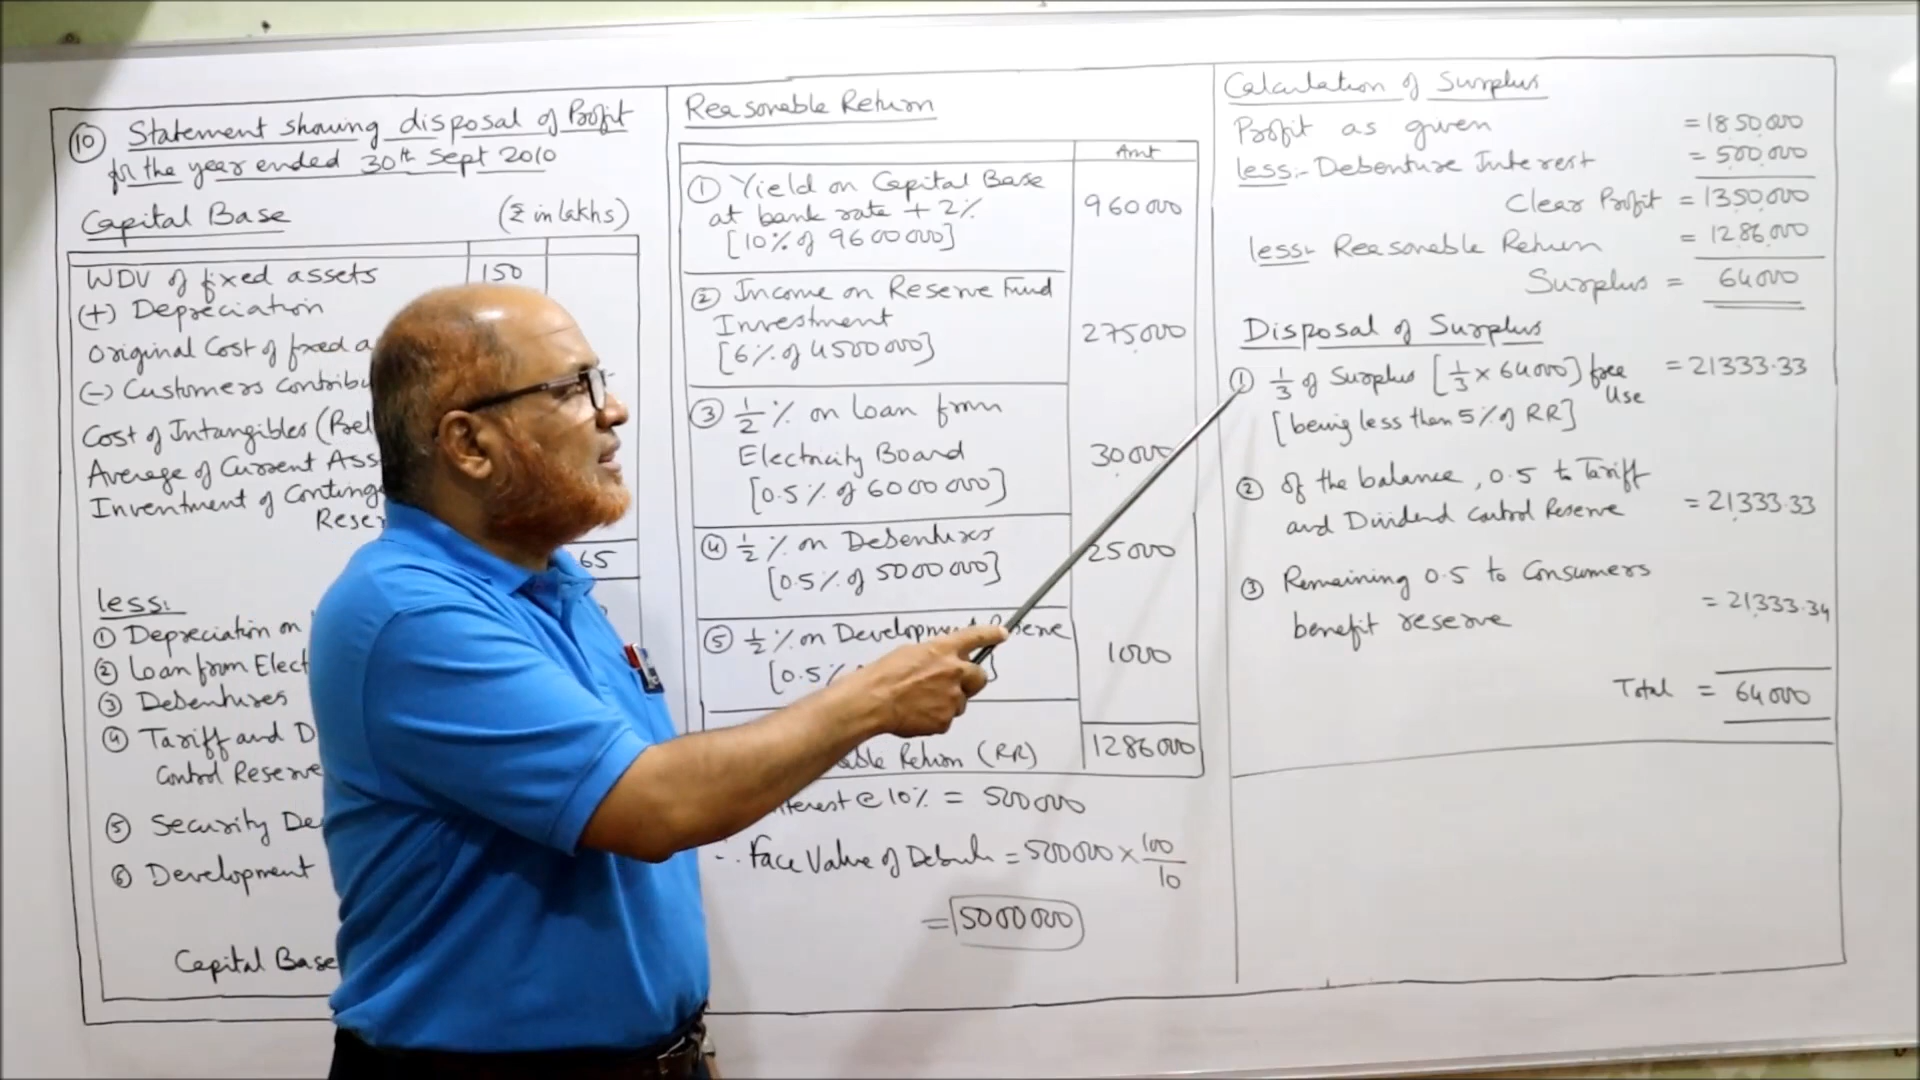 ⑩ Statement showing disposal of Profit
for the year ended 30th Sept 2010
Capital Base (₹ in lakhs)
WDV of fixed assets 150
(+) Depreciation
Original Cost of fixed a
(-) Customers Contribu
Cost of Intangibles (Pel
Average of Current Ass
Inventment of Continge
Reser
65
less:-
① Depreciation on
② Loan from Elect
③ Debentures
④ Tariff and D
Control Reserve
⑤ Security De
⑥ Development
Capital Base
Reasonable Return
Amt
① Yield on Capital Base
at bank rate + 2%
[10% of 9600000] 960000
② Income on Reserve Fund
Investment
[6% of 4500000] 275000
③ ½% on loan from
Electricity Board
[0.5% of 6000000] 30000
④ ½% on Debentures
[0.5% of 5000000] 25000
⑤ ½% on Development Reserve
[0.5% ] 1000
able Return (RR) 1286000
nterest @ 10% = 500000
∴ Face Value of Debentu = 500000 × 100/10
= 5000000
Calculation of Surplus
Profit as given = 1850000
less:- Debenture Interest = 500000
Clear Profit = 1350000
less- Reasonable Return = 1286000
Surplus = 64000
Disposal of Surplus
① 1/3 of Surplus [1/3 × 64000] free Use = 21333.33
[being less than 5% of RR]
② of the balance, 0.5 to Tariff
and Dividend Control Reserve = 21333.33
③ Remaining 0.5 to Consumers
benefit reserve = 21,333.34
Total = 64000